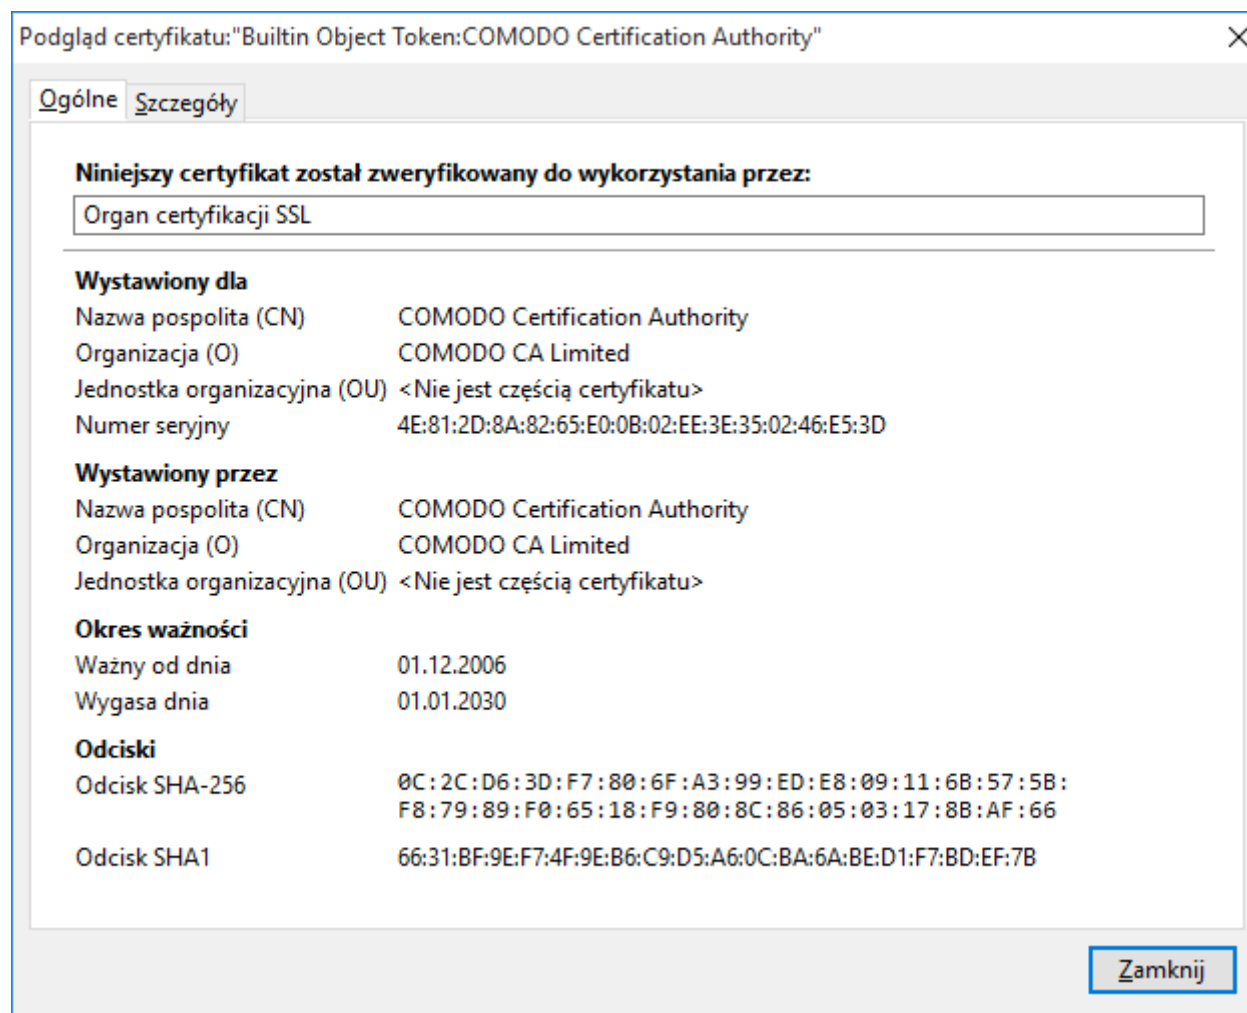 Podgląd certyfikatu:"Builtin Object Token:COMODO Certification Authority"
Ogólne Szczegóły
Niniejszy certyfikat został zweryfikowany do wykorzystania przez:
Organ certyfikacji SSL
Wystawiony dla
Nazwa pospolita (CN) COMODO Certification Authority
Organizacja (O) COMODO CA Limited
Jednostka organizacyjna (OU) <Nie jest częścią certyfikatu>
Numer seryjny 4E:81:2D:8A:82:65:E0:0B:02:EE:3E:35:02:46:E5:3D
Wystawiony przez
Nazwa pospolita (CN) COMODO Certification Authority
Organizacja (O) COMODO CA Limited
Jednostka organizacyjna (OU) <Nie jest częścią certyfikatu>
Okres ważności
Ważny od dnia 01.12.2006
Wygasa dnia 01.01.2030
Odciski
Odcisk SHA-256 0C:2C:D6:3D:F7:80:6F:A3:99:ED:E8:09:11:6B:57:5B:
F8:79:89:F0:65:18:F9:80:8C:86:05:03:17:8B:AF:66
Odcisk SHA1 66:31:BF:9E:F7:4F:9E:B6:C9:D5:A6:0C:BA:6A:BE:D1:F7:BD:EF:7B
Zamknij